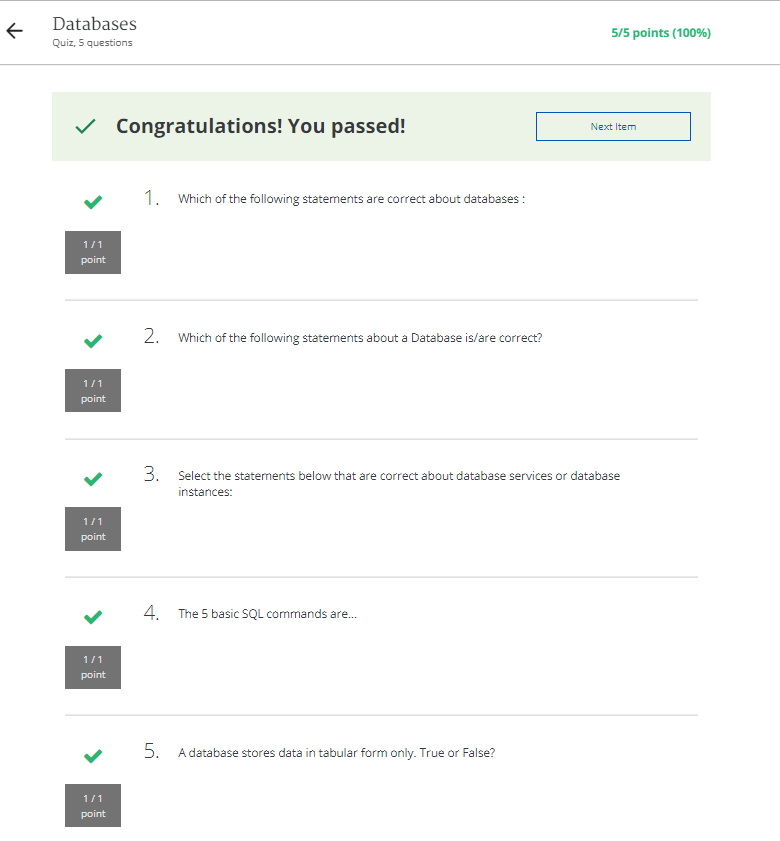 Databases
Quiz, 5 questions
5/5 points (100%)
Congratulations! You passed!
Next Item
1.
Which of the following statements are correct about databases :
1 / 1
point
2.
Which of the following statements about a Database is/are correct?
1 / 1
point
3.
Select the statements below that are correct about database services or database
instances:
1 / 1
point
4.
The 5 basic SQL commands are...
1 / 1
point
5.
A database stores data in tabular form only. True or False?
1 / 1
point